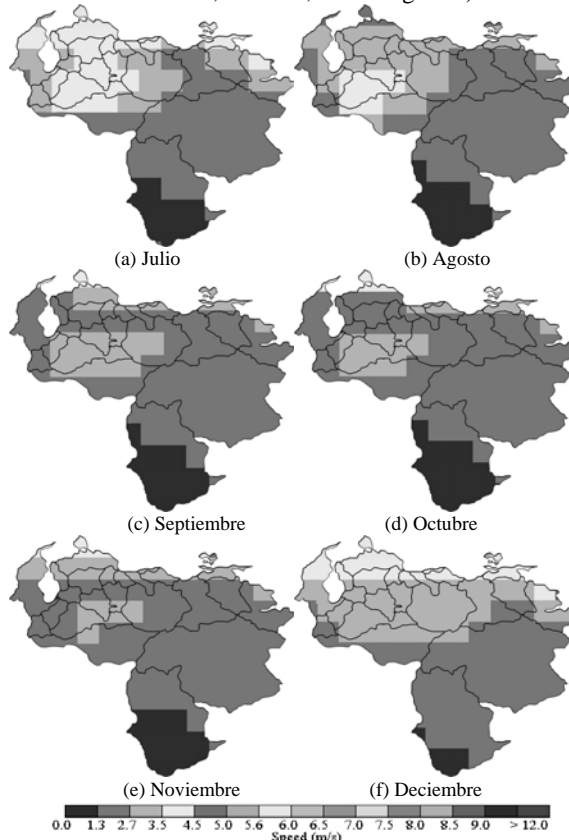 (a) Julio
(b) Agosto
(c) Septiembre
(d) Octubre
(e) Noviembre
(f) Deciembre
0.0 1.3 2.7 3.5 4.5 5.0 5.6 6.0 6.5 7.0 7.5 8.0 8.5 9.0 > 12.0
Speed (m/s)